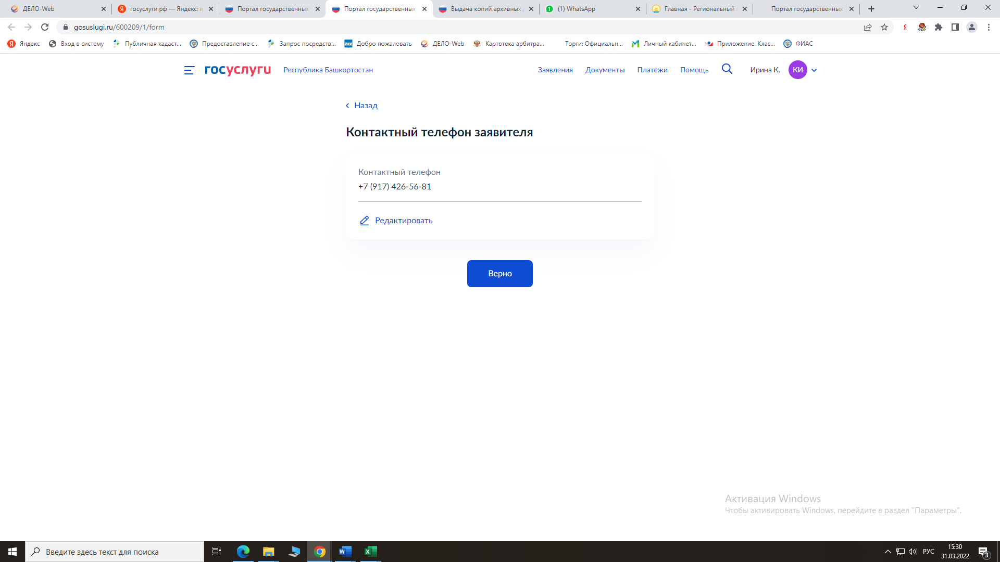 ДЕЛО-Web
госуслуги рф — Яндекс: н
Портал государственных
Портал государственных
Выдача копий архивных
(1) WhatsApp
Главная - Региональный
Портал государственных
gosuslugi.ru/600209/1/form
Яндекс
Вход в систему
Публичная кадаст...
Предоставление с...
Запрос посредств...
Добро пожаловать
ДЕЛО-Web
Картотека арбитра...
Торги: Официальн...
Личный кабинет...
Приложение. Клас...
ФИАС
госуслуги
Республика Башкортостан
Заявления
Документы
Платежи
Помощь
Ирина К.
КИ
Назад
Контактный телефон заявителя
Контактный телефон
+7 (917) 426-56-81
Редактировать
Верно
Активация Windows
Чтобы активировать Windows, перейдите в раздел "Параметры".
Введите здесь текст для поиска
РУС
15:30
31.03.2022
3